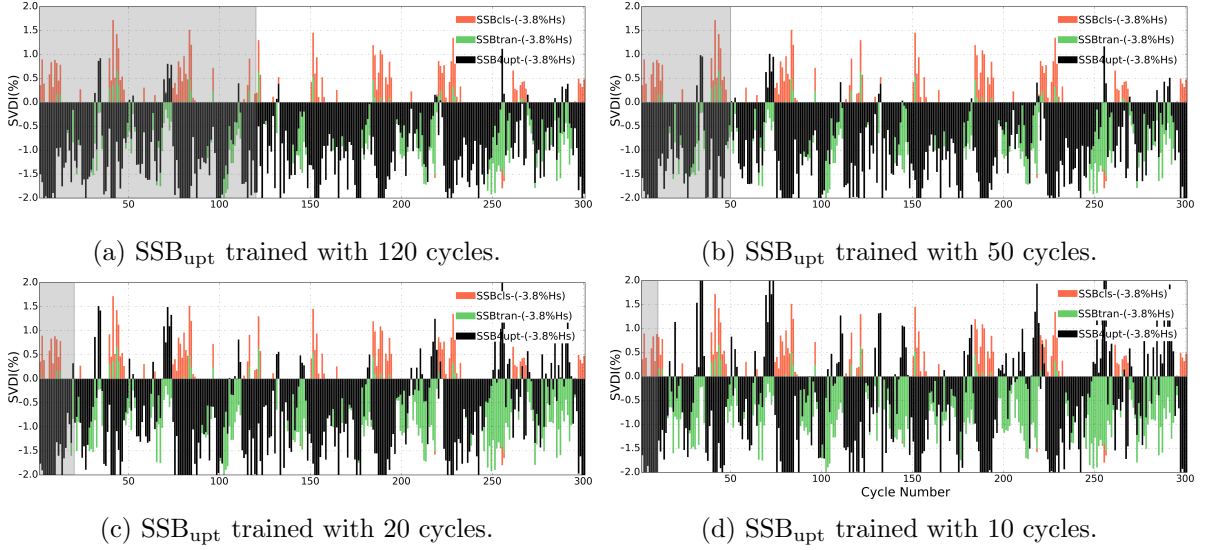 2.0
1.5
1.0
0.5
0.0
-0.5
-1.0
-1.5
-2.0
SVDI(%)
SSBcls-(-3.8%Hs)
SSBtran-(-3.8%Hs)
SSB4upt-(-3.8%Hs)
50 100 150 200 250 300
(a) SSBupt trained with 120 cycles.
2.0
1.5
1.0
0.5
0.0
-0.5
-1.0
-1.5
-2.0
SVDI(%)
SSBcls-(-3.8%Hs)
SSBtran-(-3.8%Hs)
SSB4upt-(-3.8%Hs)
50 100 150 200 250 300
(b) SSBupt trained with 50 cycles.
2.0
1.5
1.0
0.5
0.0
-0.5
-1.0
-1.5
-2.0
SVDI(%)
SSBcls-(-3.8%Hs)
SSBtran-(-3.8%Hs)
SSB4upt-(-3.8%Hs)
50 100 150 200 250 300
(c) SSBupt trained with 20 cycles.
2.0
1.5
1.0
0.5
0.0
-0.5
-1.0
-1.5
-2.0
SVDI(%)
SSBcls-(-3.8%Hs)
SSBtran-(-3.8%Hs)
SSB4upt-(-3.8%Hs)
50 100 150 200 250 300
Cycle Number
(d) SSBupt trained with 10 cycles.